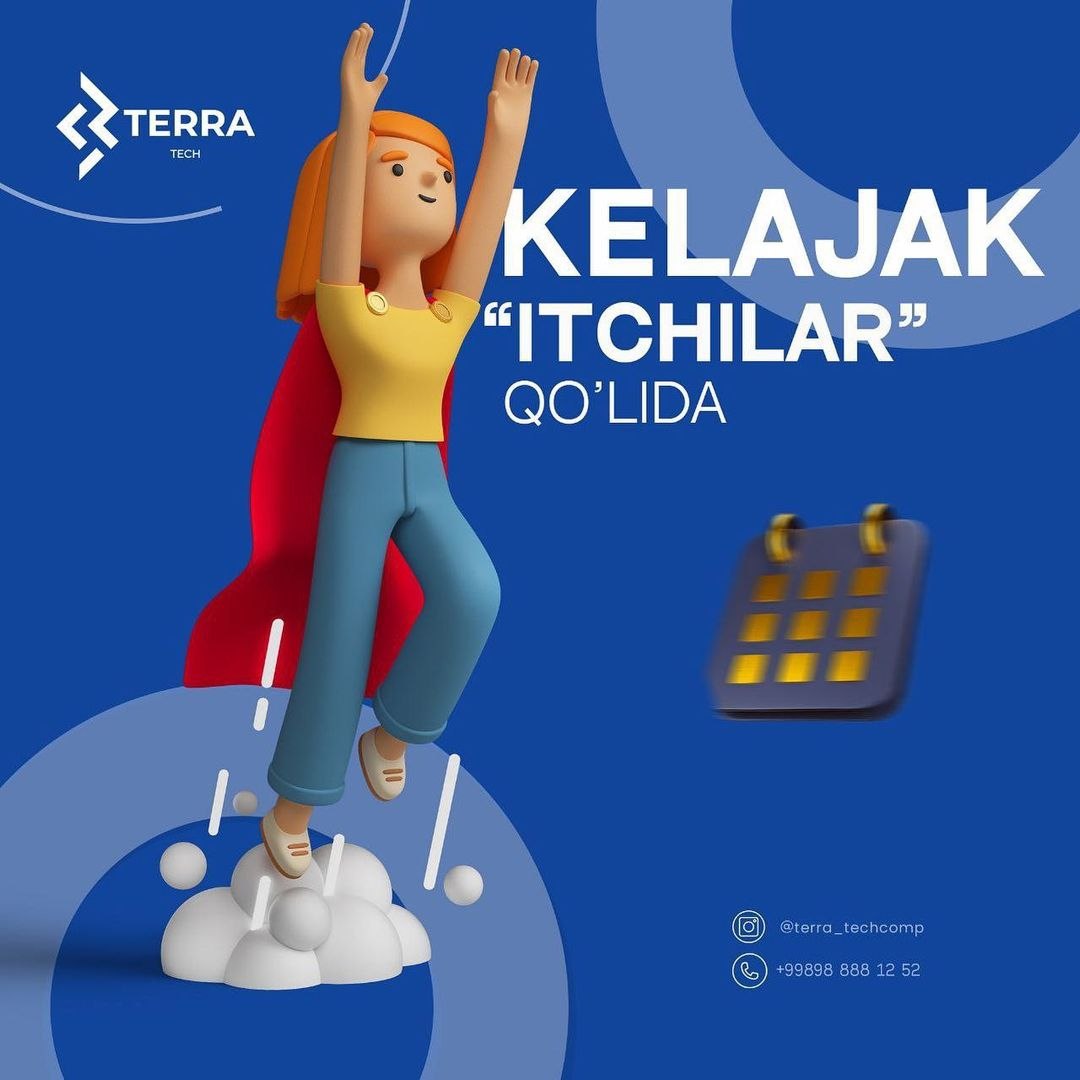 TERRA
TECH
KELAJAK
“ITCHILAR”
QO’LIDA
@terra_techcomp
+99898 888 12 52